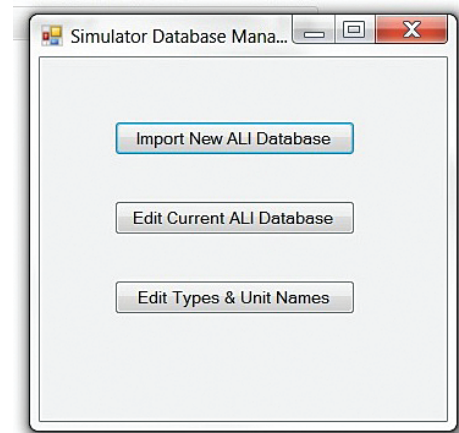 Simulator Database Mana...
Import New ALI Database
Edit Current ALI Database
Edit Types & Unit Names